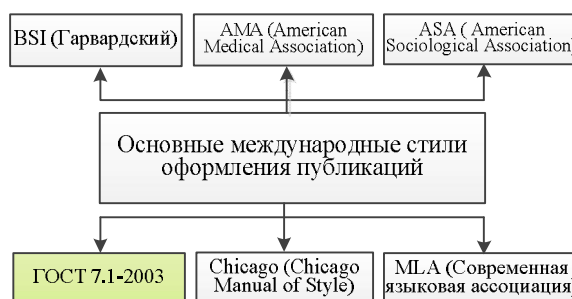 BSI (Гарвардский)
AMA (American
Medical Association)
ASA ( American
Sociological Association)
Основные международные стили
оформления публикаций
ГОСТ 7.1-2003
Chicago (Chicago
Manual of Style)
MLA (Современная
языковая ассоциация)